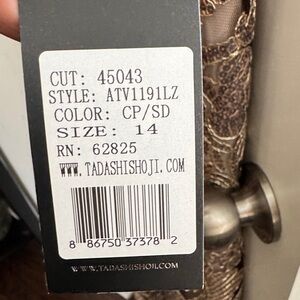 CUT: 45043
STYLE: ATV1191LZ
COLOR: CP/SD
SIZE: 14
RN: 62825
WWW.TADASHISHOJI.COM
8 86750 37378 2
WWW.TADASHISHOJI.COM